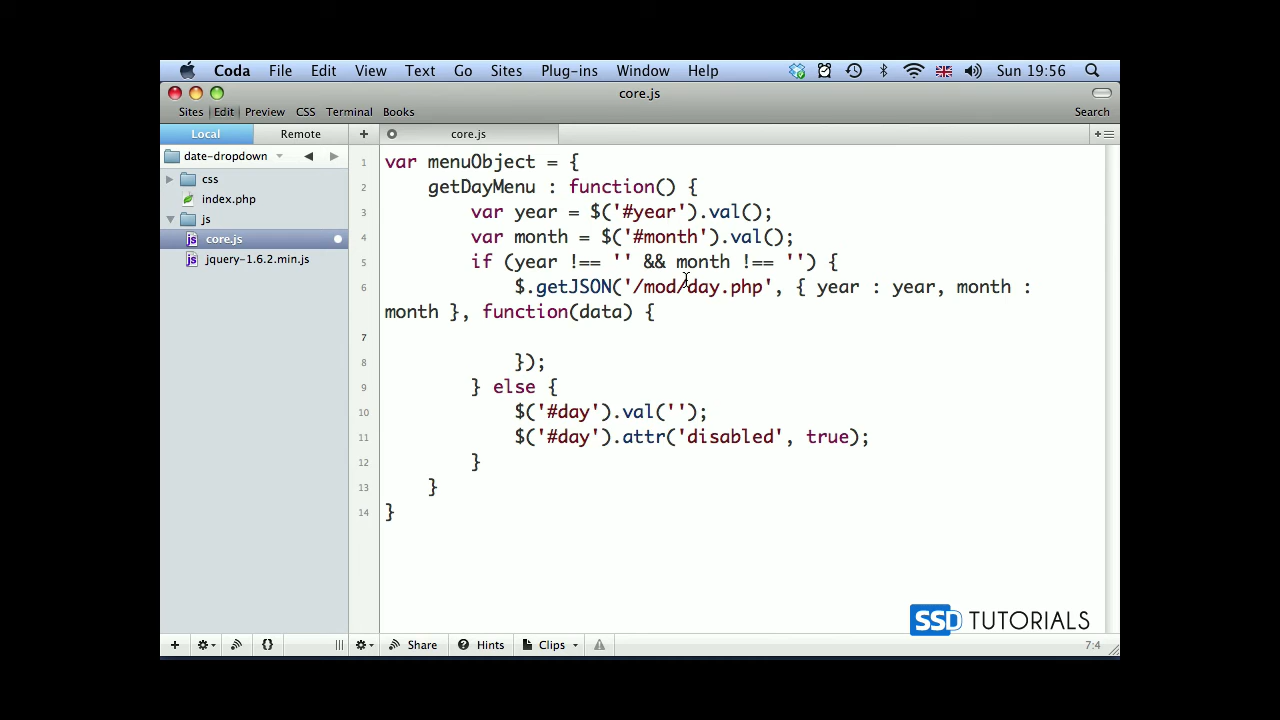 Coda File Edit View Text Go Sites Plug-ins Window Help Sun 19:56
core.js
Sites Edit Preview CSS Terminal Books Search
Local Remote + core.js
date-dropdown
css
index.php
js
core.js
jquery-1.6.2.min.js
1 var menuObject = {
2 getDayMenu : function() {
3 var year = $('#year').val();
4 var month = $('#month').val();
5 if (year !== '' && month !== '') {
6 $.getJSON('/mod/day.php', { year : year, month :
month }, function(data) {
7
8 });
9 } else {
10 $('#day').val('');
11 $('#day').attr('disabled', true);
12 }
13 }
14 }
SSD TUTORIALS
Share Hints Clips 7:4